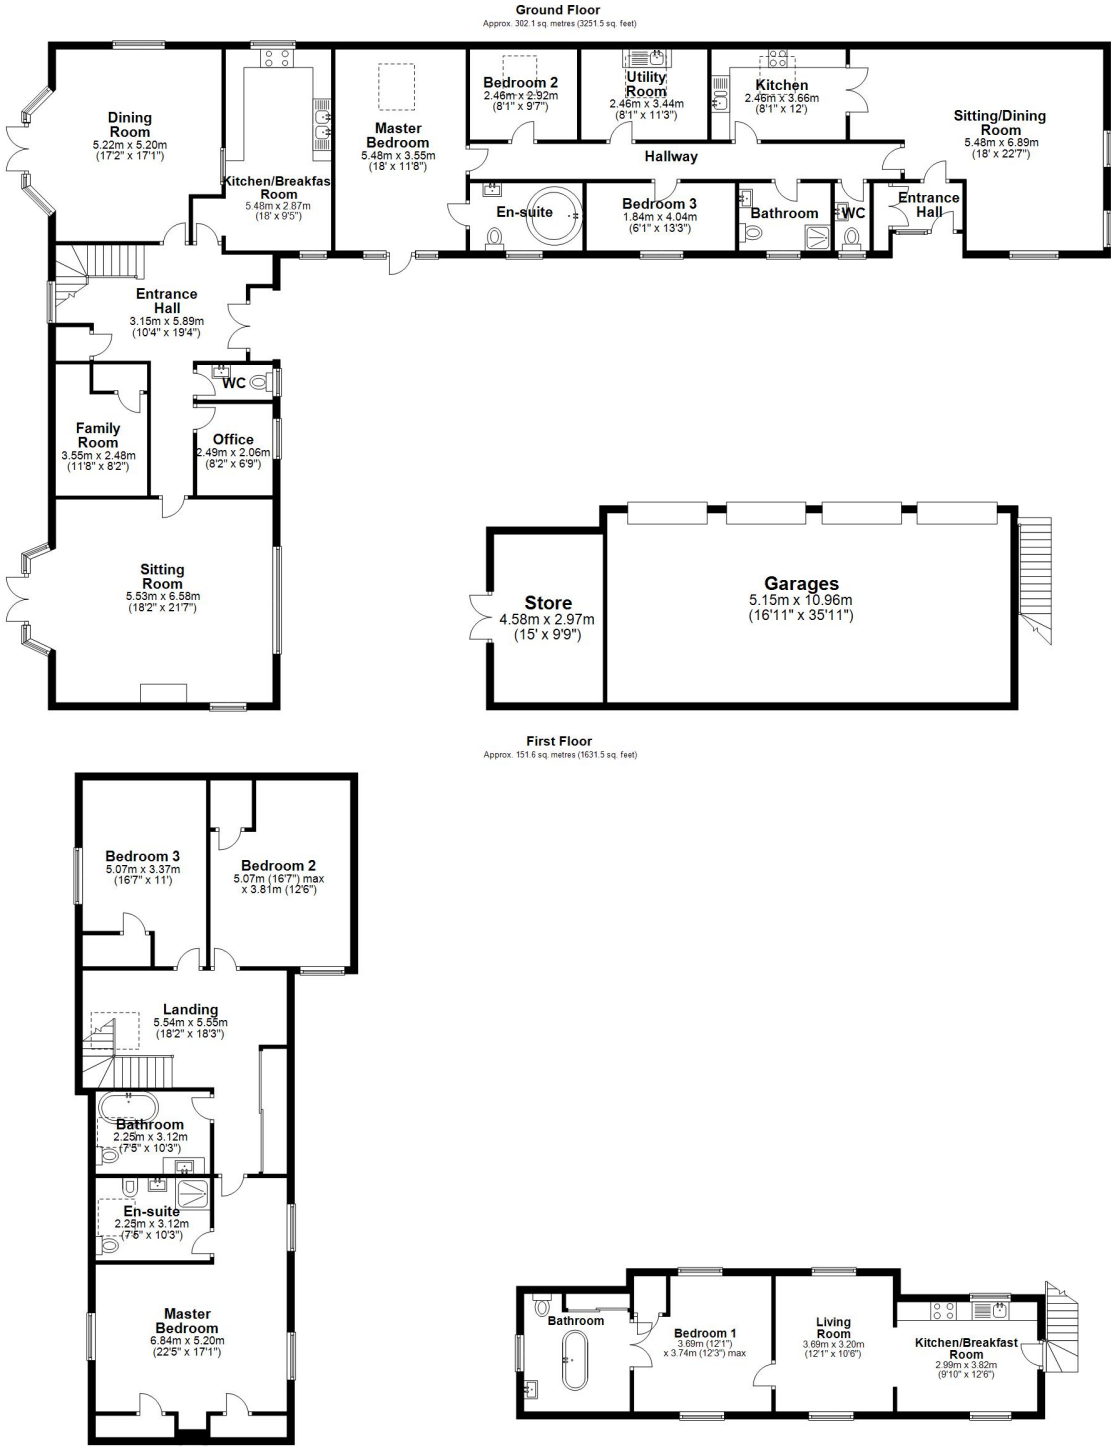 Ground Floor
Approx. 302.1 sq. metres (3251.5 sq. feet)
Dining
Room
5.22m x 5.20m
(17'2" x 17'1")
Kitchen/Breakfas
Room
5.48m x 2.87m
(18' x 9'5")
Master
Bedroom
5.48m x 3.55m
(18' x 11'8")
Bedroom 2
2.46m x 2.92m
(8'1" x 9'7")
Utility
Room
2.46m x 3.44m
(8'1" x 11'3")
Kitchen
2.46m x 3.66m
(8'1" x 12')
Sitting/Dining
Room
5.48m x 6.89m
(18' x 22'7")
Hallway
En-suite
Bedroom 3
1.84m x 4.04m
(6'1" x 13'3")
Bathroom
WC
Entrance
Hall
Entrance
Hall
3.15m x 5.89m
(10'4" x 19'4")
WC
Family
Room
3.55m x 2.48m
(11'8" x 8'2")
Office
2.49m x 2.06m
(8'2" x 6'9")
Sitting
Room
5.53m x 6.58m
(18'2" x 21'7")
Store
4.58m x 2.97m
(15' x 9'9")
Garages
5.15m x 10.96m
(16'11" x 35'11")
First Floor
Approx. 151.6 sq. metres (1631.5 sq. feet)
Bedroom 3
5.07m x 3.37m
(16'7" x 11')
Bedroom 2
5.07m (16'7") max
x 3.81m (12'6")
Landing
5.54m x 5.55m
(18'2" x 18'3")
Bathroom
2.25m x 3.12m
(7'5" x 10'3")
En-suite
2.25m x 3.12m
(7'5" x 10'3")
Master
Bedroom
6.84m x 5.20m
(22'5" x 17'1")
Bathroom
Bedroom 1
3.69m (12'1")
x 3.74m (12'3") max
Living
Room
3.69m x 3.20m
(12'1" x 10'6")
Kitchen/Breakfast
Room
2.99m x 3.82m
(9'10" x 12'6")